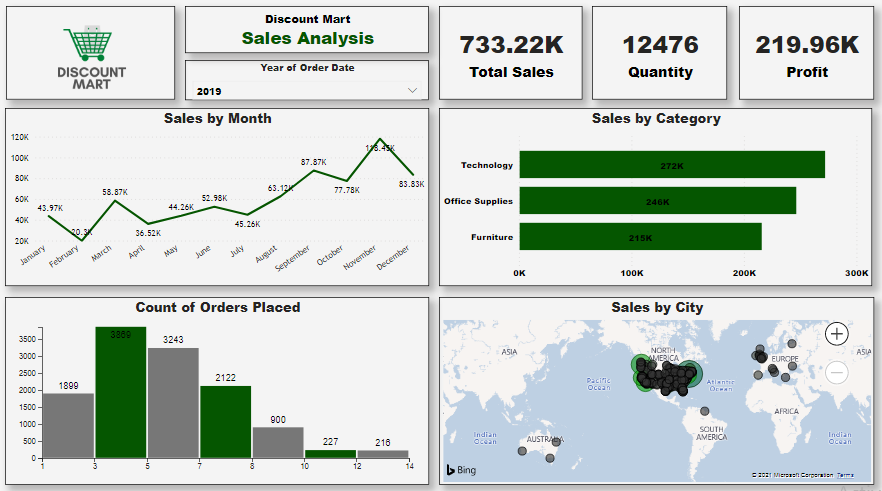 DISCOUNT
MART
Discount Mart
Sales Analysis
Year of Order Date
2019
733.22K
Total Sales
12476
Quantity
219.96K
Profit
Sales by Month
120K
100K
80K
60K
40K
20K
43.97K
20.3K
58.87K
36.52K
44.26K
52.98K
45.26K
63.12K
87.87K
77.78K
118.45K
83.83K
January
February
March
April
May
June
July
August
September
October
November
December
Sales by Category
Technology
272K
Office Supplies
246K
Furniture
215K
0K
100K
200K
300K
Count of Orders Placed
3500
3000
2500
2000
1500
1000
500
0
1899
3869
3243
2122
900
227
216
1
3
5
7
8
10
12
14
Sales by City
ASIA
NORTH
AMERICA
EUROPE
ASIA
Pacific
Ocean
Atlantic
Ocean
AFRICA
SOUTH
AMERICA
Indian
Ocean
AUSTRALIA
Indian
Ocean
+
−
Bing
© 2021 Microsoft Corporation Terms